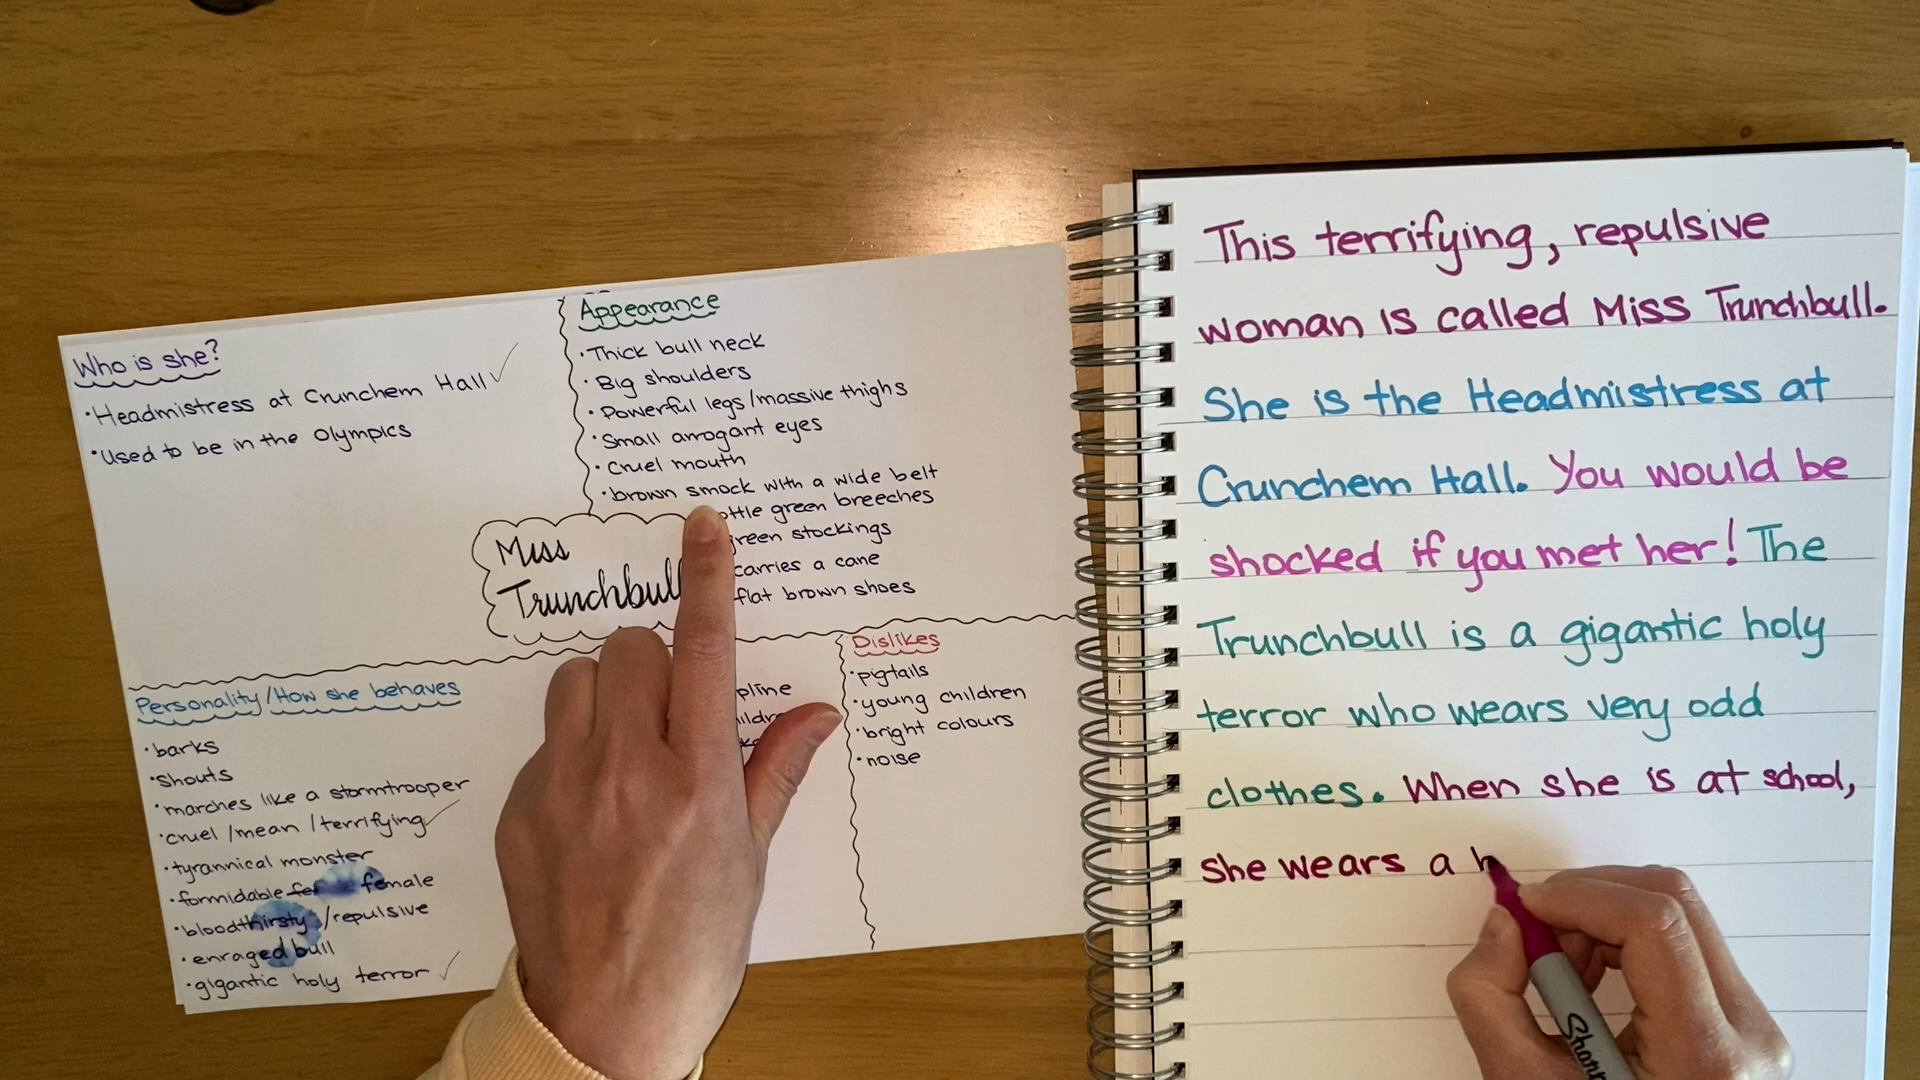 Who is she?
• Headmistress at Crunchem Hall ✓
• Used to be in the Olympics
Appearance
• Thick bull neck
• Big shoulders
• Powerful legs/massive thighs
• Small arrogant eyes
• Cruel mouth
• brown smock with a wide belt
green breeches
green stockings
carries a cane
flat brown shoes
Miss
Trunchbull
Personality/How she behaves
• barks
• Shouts
• marches like a stormtrooper
• cruel/mean/terrifying ✓
• tyrannical monster
• formidable female
• bloodthirsty/repulsive
• enraged bull
• gigantic holy terror ✓
Dislikes
• pigtails
• young children
• bright colours
• noise
This terrifying, repulsive
woman is called Miss Trunchbull.
She is the Headmistress at
Crunchem Hall. You would be
shocked if you met her! The
Trunchbull is a gigantic holy
terror who wears very odd
clothes. When she is at school,
she wears a